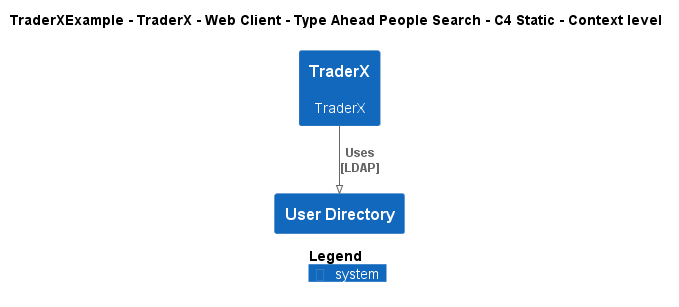 TraderXExample - TraderX - Web Client - Type Ahead People Search - C4 Static - Context level
TraderX
TraderX
Uses
[LDAP]
User Directory
Legend
system